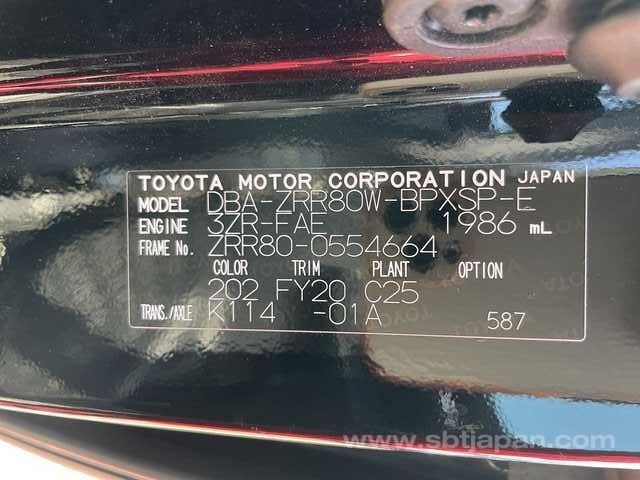 TOYOTA MOTOR CORPORATION JAPAN
MODEL DBA-ZRR80W-BPXSP-E
ENGINE 3ZR-FAE 1986 mL
FRAME No. ZRR80-0554664
COLOR TRIM PLANT OPTION
202 FY20 C25
TRANS./AXLE K114 -01A 587
www.sbtjapan.com